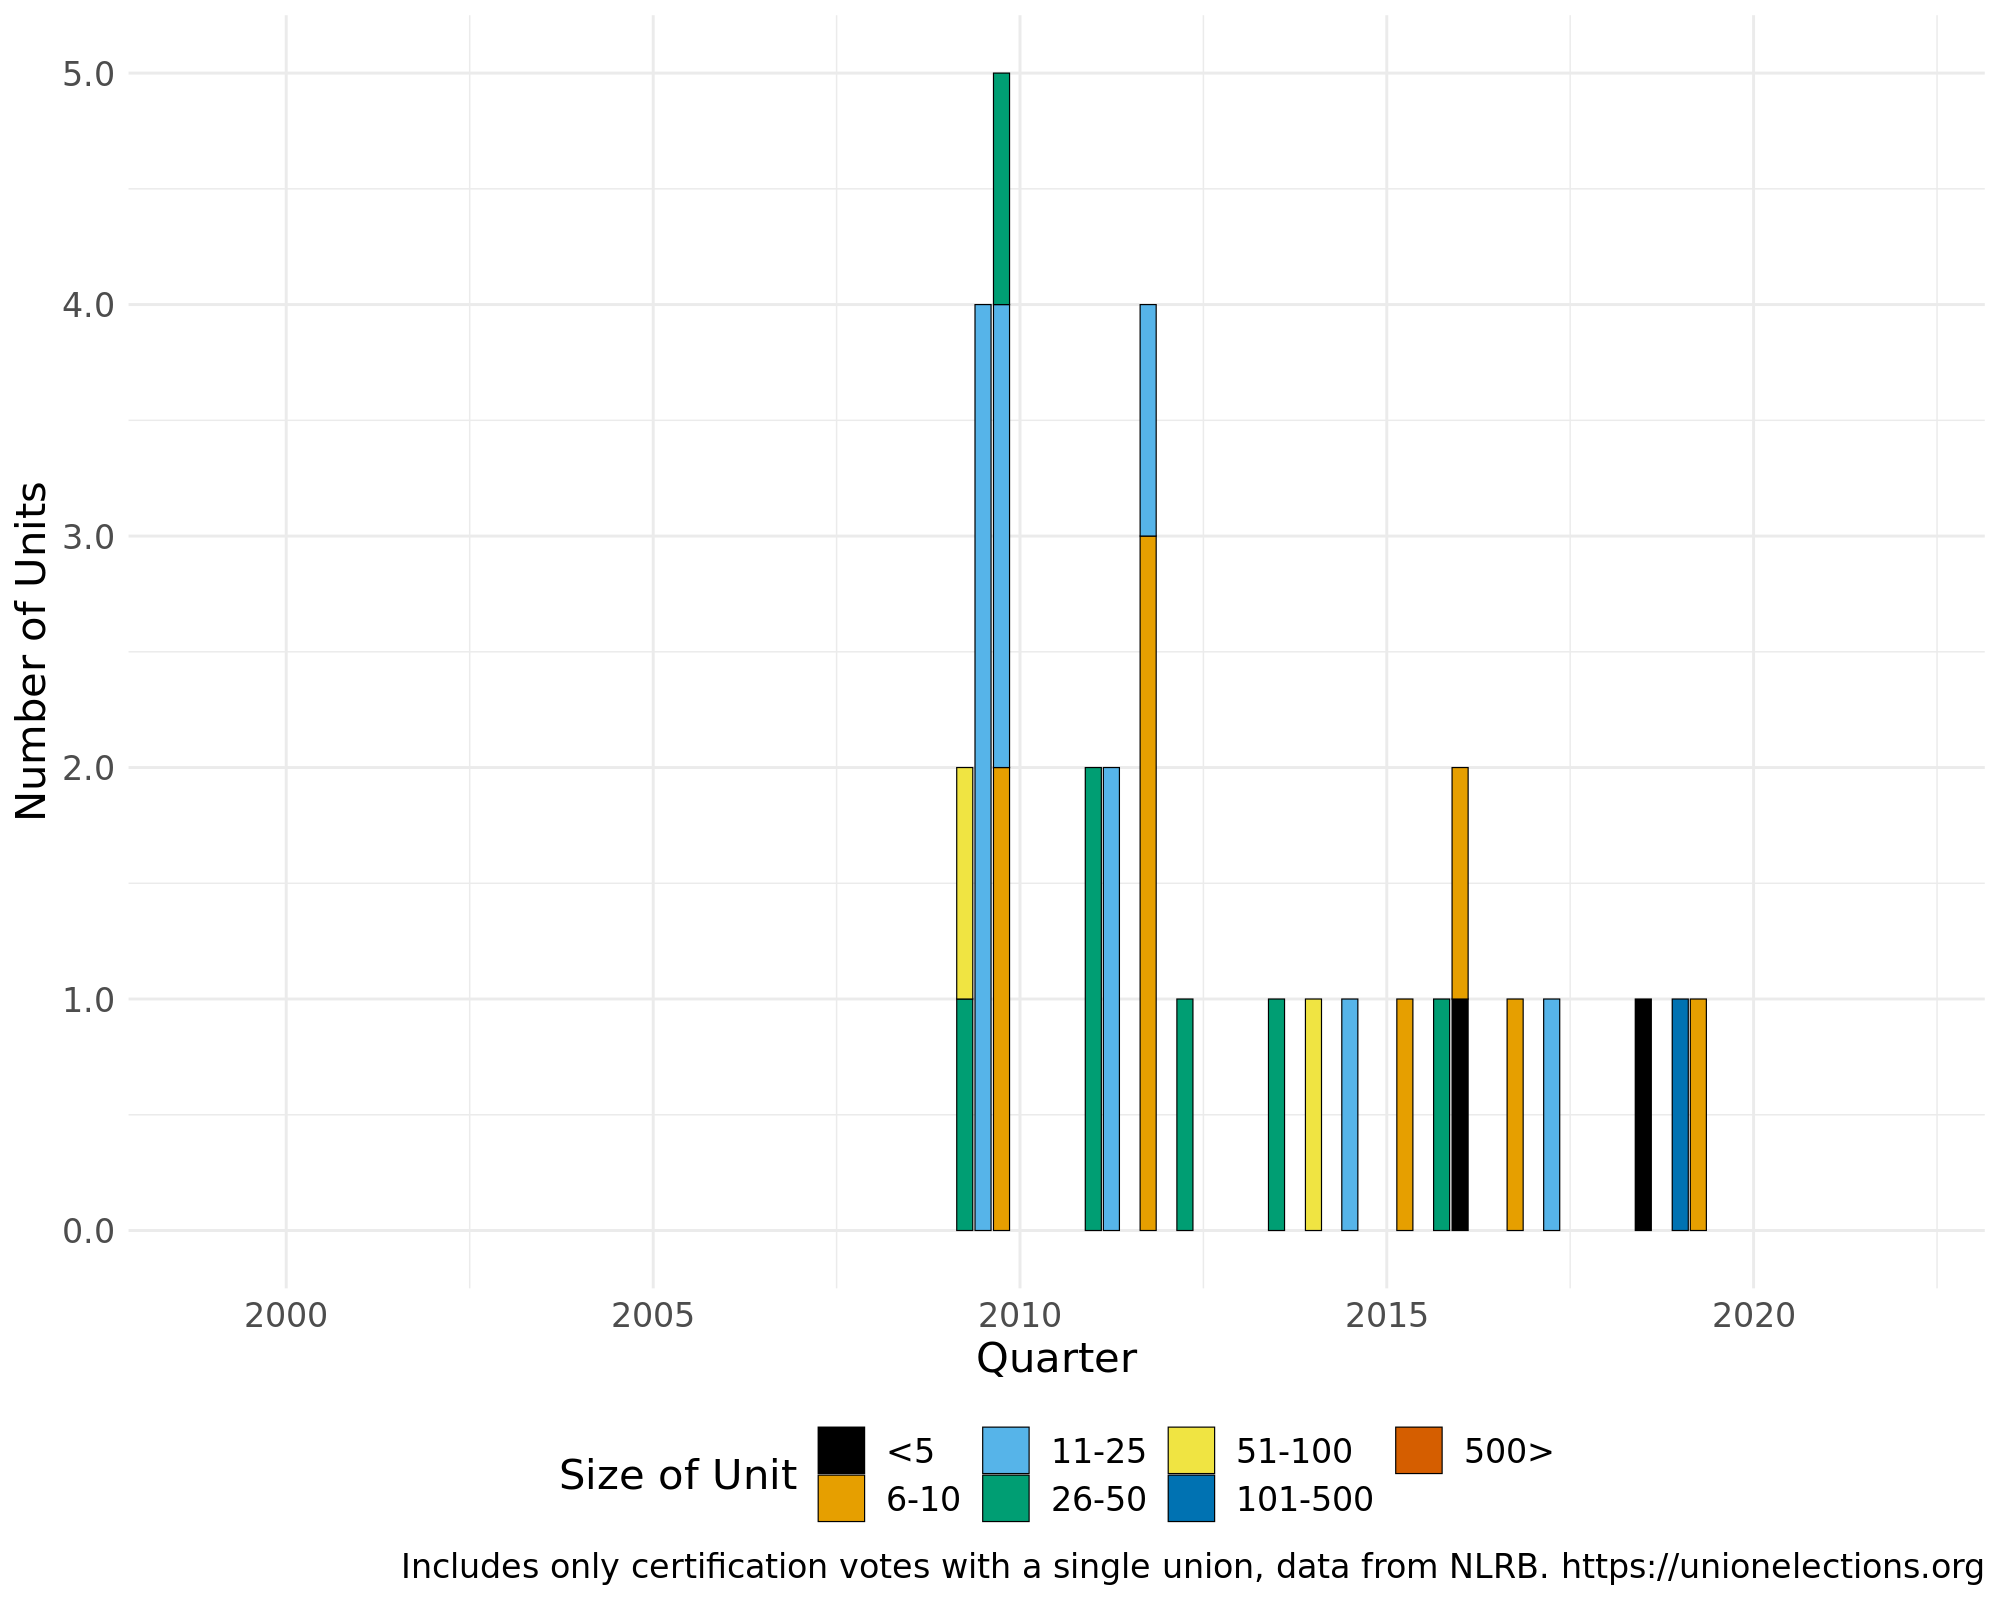 5.0
4.0
3.0
2.0
1.0
0.0
Number of Units
2000 2005 2010 2015 2020
Quarter
Size of Unit
<5 11-25 51-100 500>
6-10 26-50 101-500
Includes only certification votes with a single union, data from NLRB. https://unionelections.org